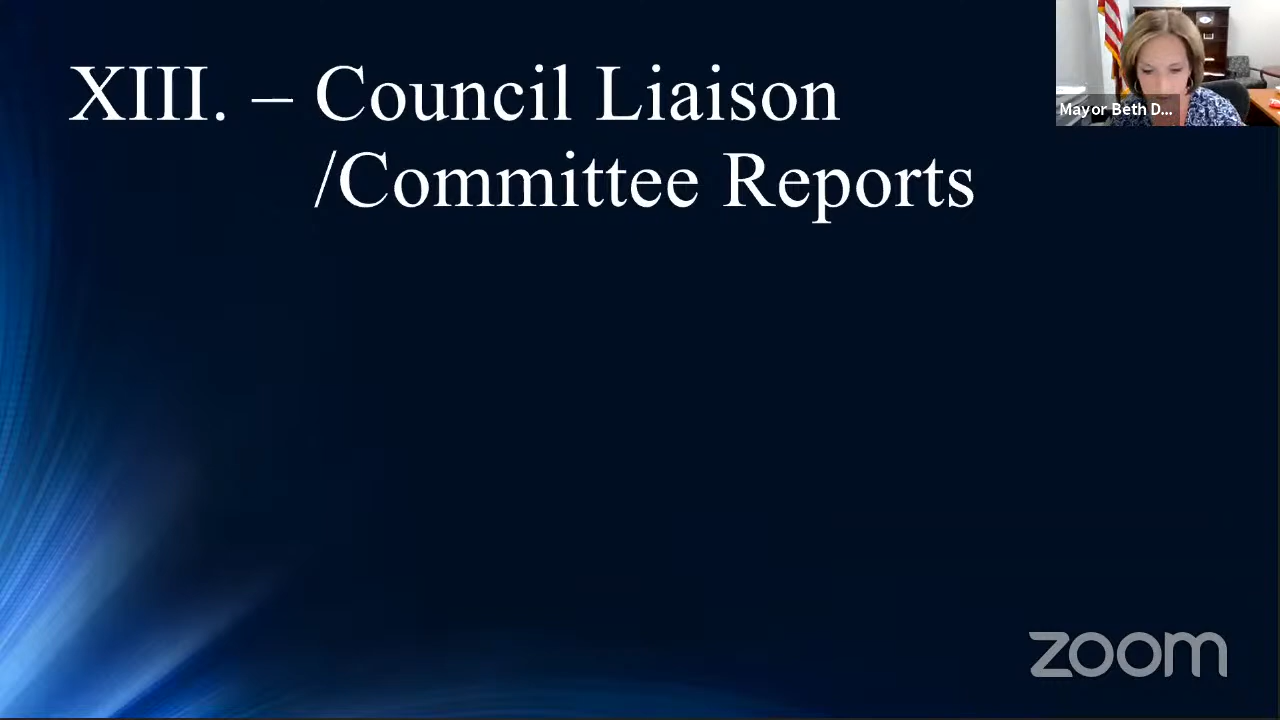 XIII. – Council Liaison
/Committee Reports
Mayor Beth D...
zoom